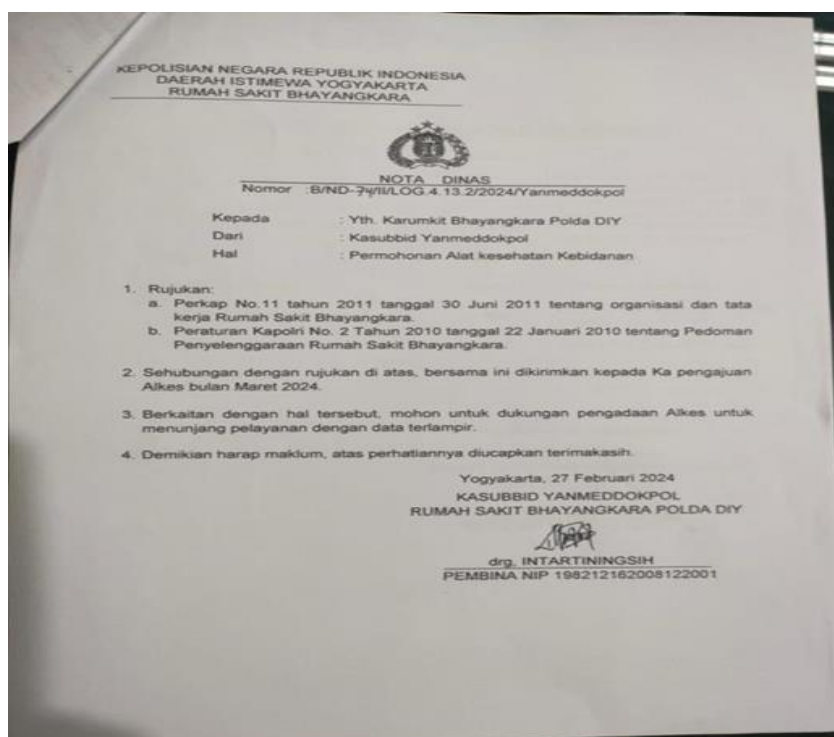 KEPOLISIAN NEGARA REPUBLIK INDONESIA
DAERAH ISTIMEWA YOGYAKARTA
RUMAH SAKIT BHAYANGKARA
NOTA DINAS
Nomor :B/ND-74/II/LOG.4.13.2/2024/Yanmeddokpol
Kepada : Yth. Karumkit Bhayangkara Polda DIY
Dari : Kasubbid Yanmeddokpol
Hal : Permohonan Alat kesehatan Kebidanan
1. Rujukan:
a. Perkap No.11 tahun 2011 tanggal 30 Juni 2011 tentang organisasi dan tata
kerja Rumah Sakit Bhayangkara.
b. Peraturan Kapolri No. 2 Tahun 2010 tanggal 22 Januari 2010 tentang Pedoman
Penyelenggaraan Rumah Sakit Bhayangkara.
2. Sehubungan dengan rujukan di atas, bersama ini dikirimkan kepada Ka pengajuan
Alkes bulan Maret 2024.
3. Berkaitan dengan hal tersebut, mohon untuk dukungan pengadaan Alkes untuk
menunjang pelayanan dengan data terlampir.
4. Demikian harap maklum, atas perhatiannya diucapkan terimakasih.
Yogyakarta, 27 Februari 2024
KASUBBID YANMEDDOKPOL
RUMAH SAKIT BHAYANGKARA POLDA DIY
drg. INTARTININGSIH
PEMBINA NIP 198212162008122001